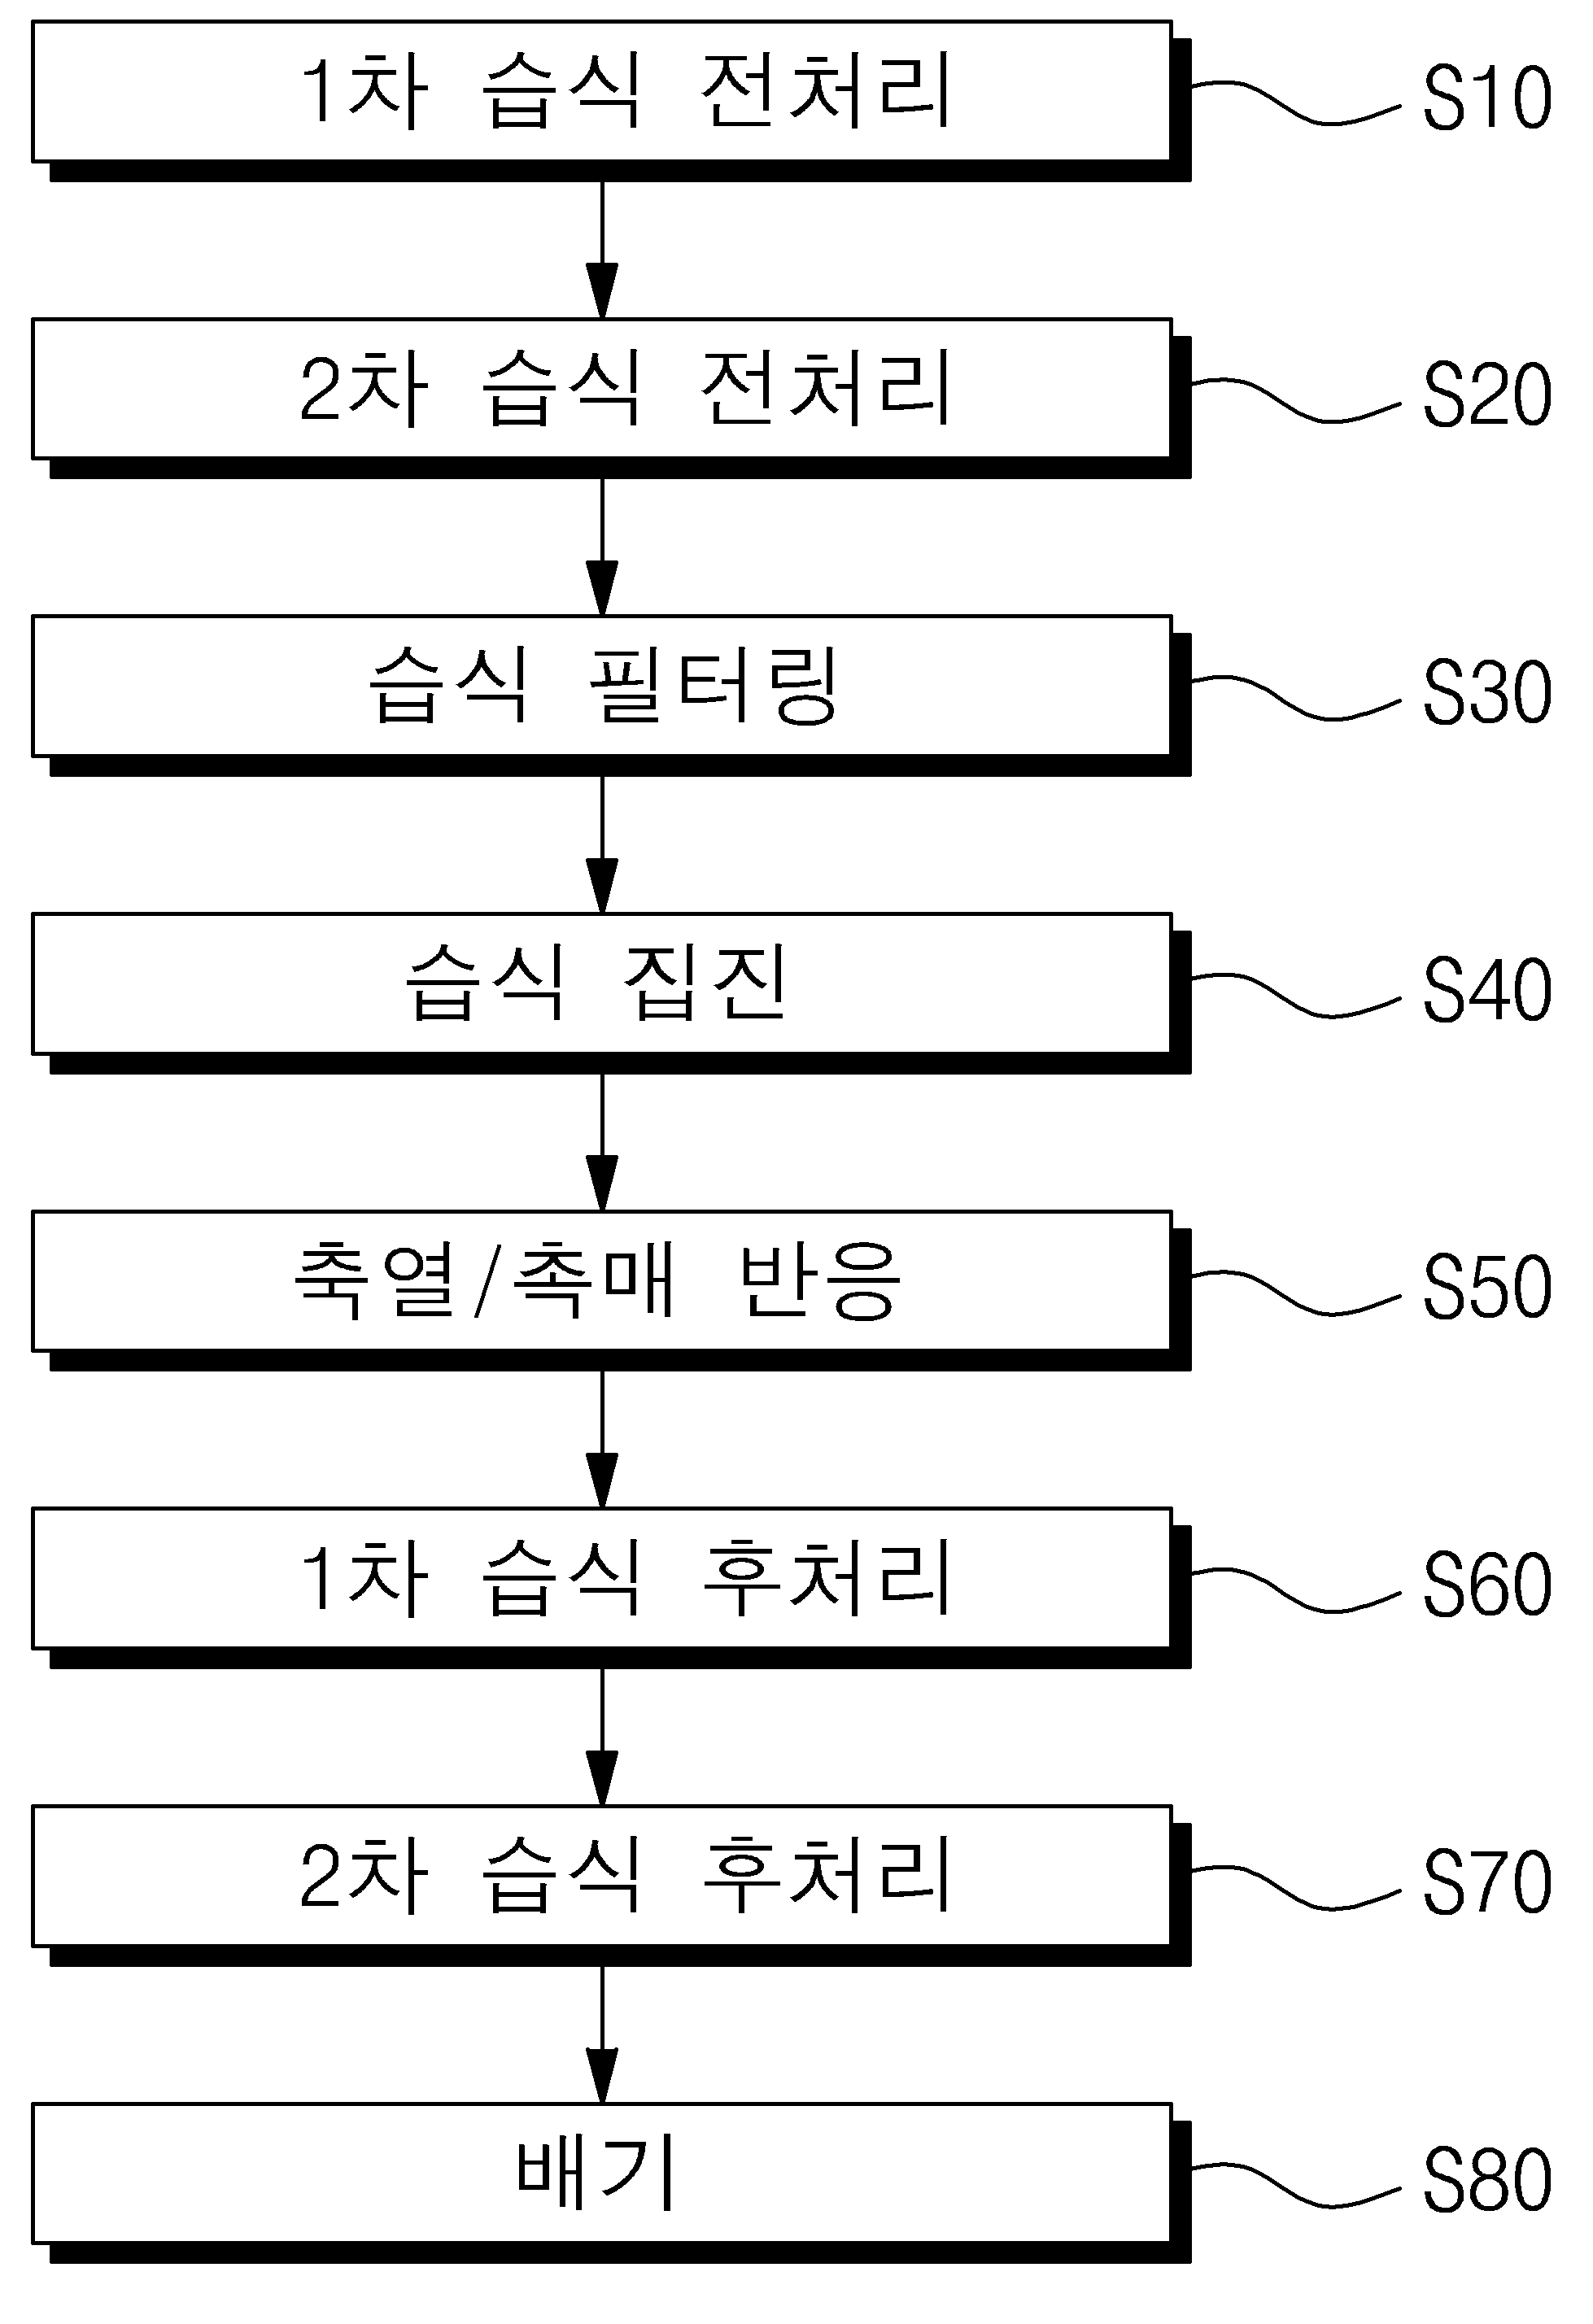 1차 습식 전처리 S10
2차 습식 전처리 S20
습식 필터링 S30
습식 집진 S40
축열/촉매 반응 S50
1차 습식 후처리 S60
2차 습식 후처리 S70
배기 S80